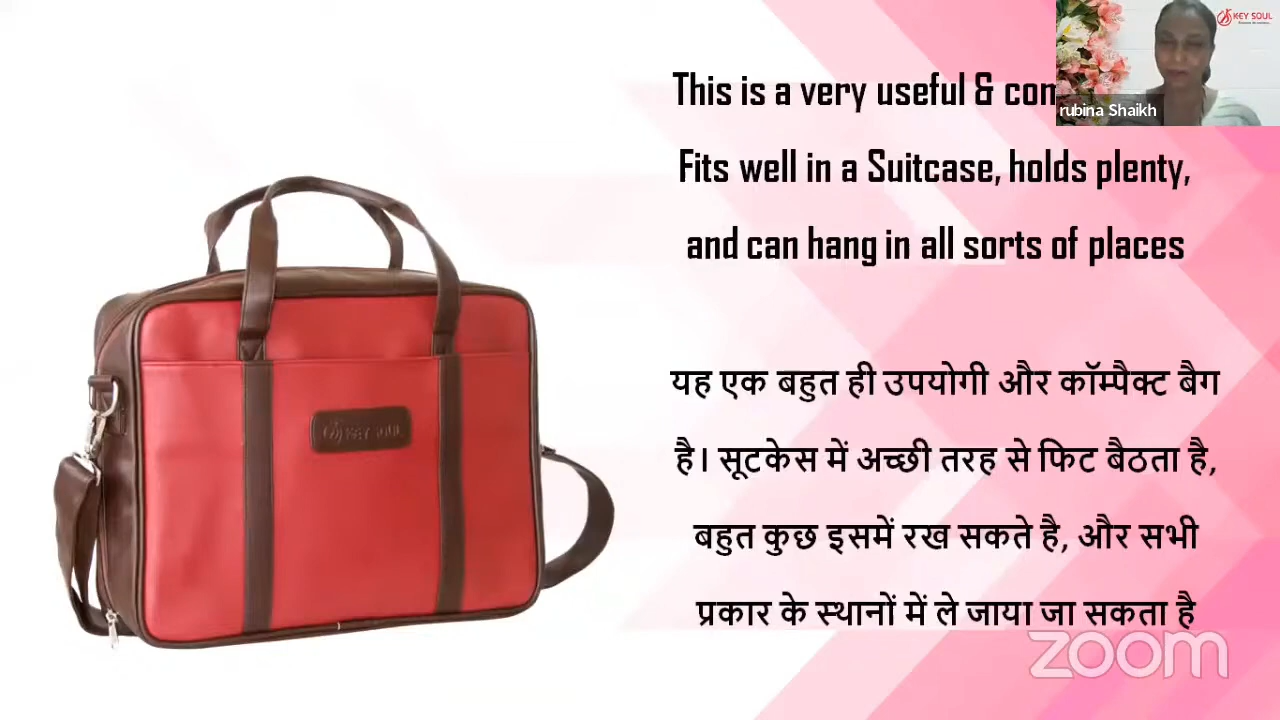 KEY SOUL
This is a very useful & con
rubina Shaikh
Fits well in a Suitcase, holds plenty,
and can hang in all sorts of places
यह एक बहुत ही उपयोगी और कॉम्पैक्ट बैग
है। सूटकेस में अच्छी तरह से फिट बैठता है,
KEY SOUL
बहुत कुछ इसमें रख सकते है, और सभी
प्रकार के स्थानों में ले जाया जा सकता है
zoom